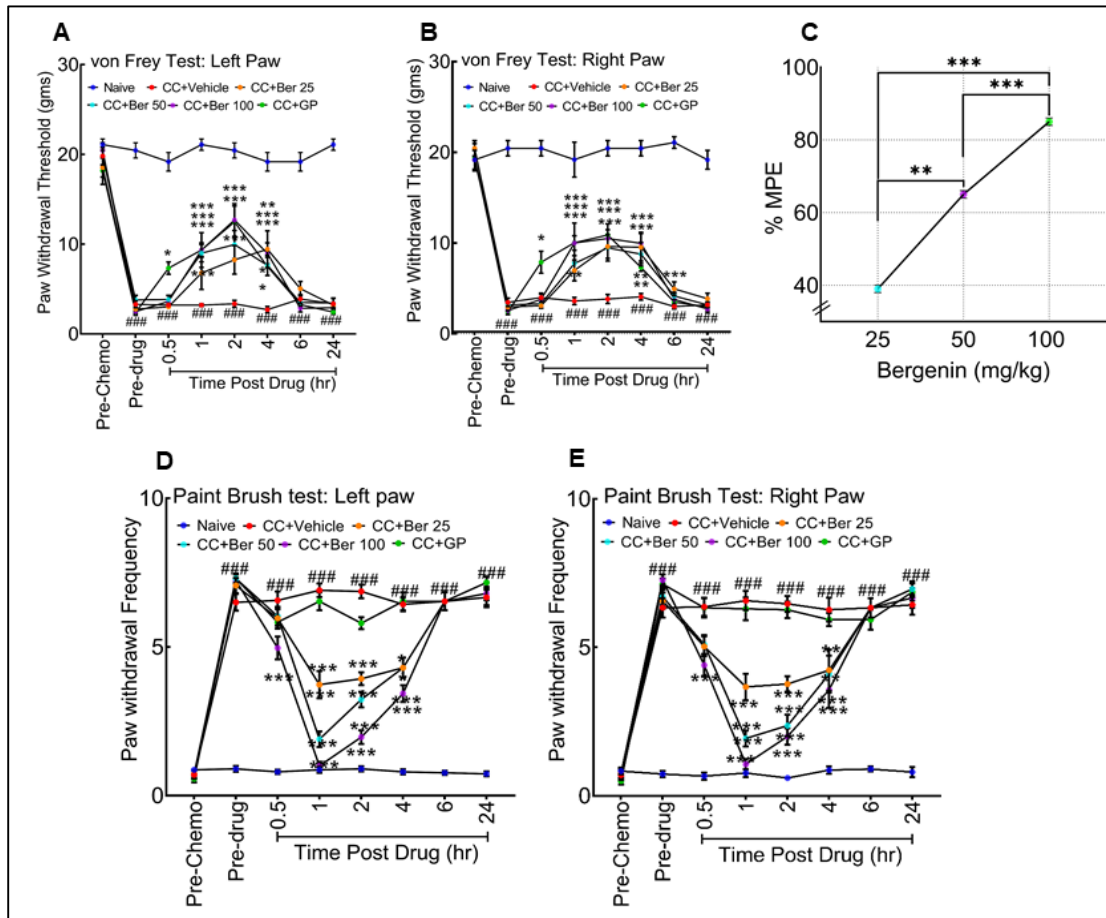 A
von Frey Test: Left Paw
Naive CC+Vehicle CC+Ber 25
CC+Ber 50 CC+Ber 100 CC+GP
Paw Withdrawal Threshold (gms)
30
20
10
0
***
***
**
***
***
***
***
***
*
***
***
*
*
### ### ### ### ### ### ###
Pre-Chemo
Pre-drug
0.5
1
2
4
6
24
Time Post Drug (hr)
B
von Frey Test: Right Paw
Naive CC+Vehicle CC+Ber 25
CC+Ber 50 CC+Ber 100 CC+GP
Paw Withdrawal Threshold (gms)
30
20
10
0
***
***
***
***
***
***
***
***
*
***
**
**
**
### ### ### ### ### ### ###
Pre-Chemo
Pre-drug
0.5
1
2
4
6
24
Time Post Drug (hr)
C
100
80
60
40
% MPE
***
***
**
25 50 100
Bergenin (mg/kg)
D
Paint Brush test: Left paw
Naive CC+Vehicle CC+Ber 25
CC+Ber 50 CC+Ber 100 CC+GP
Paw withdrawal Frequency
10
5
0
### ### ### ### ### ### ###
***
***
***
***
***
***
***
***
***
*
***
***
Pre-Chemo
Pre-drug
0.5
1
2
4
6
24
Time Post Drug (hr)
E
Paint Brush Test: Right Paw
Naive CC+Vehicle CC+Ber 25
CC+Ber 50 CC+Ber 100 CC+GP
Paw withdrawal Frequency
10
5
0
### ### ### ### ### ### ###
***
***
***
***
***
***
***
***
***
**
**
***
***
Pre-Chemo
Pre-drug
0.5
1
2
4
6
24
Time Post Drug (hr)